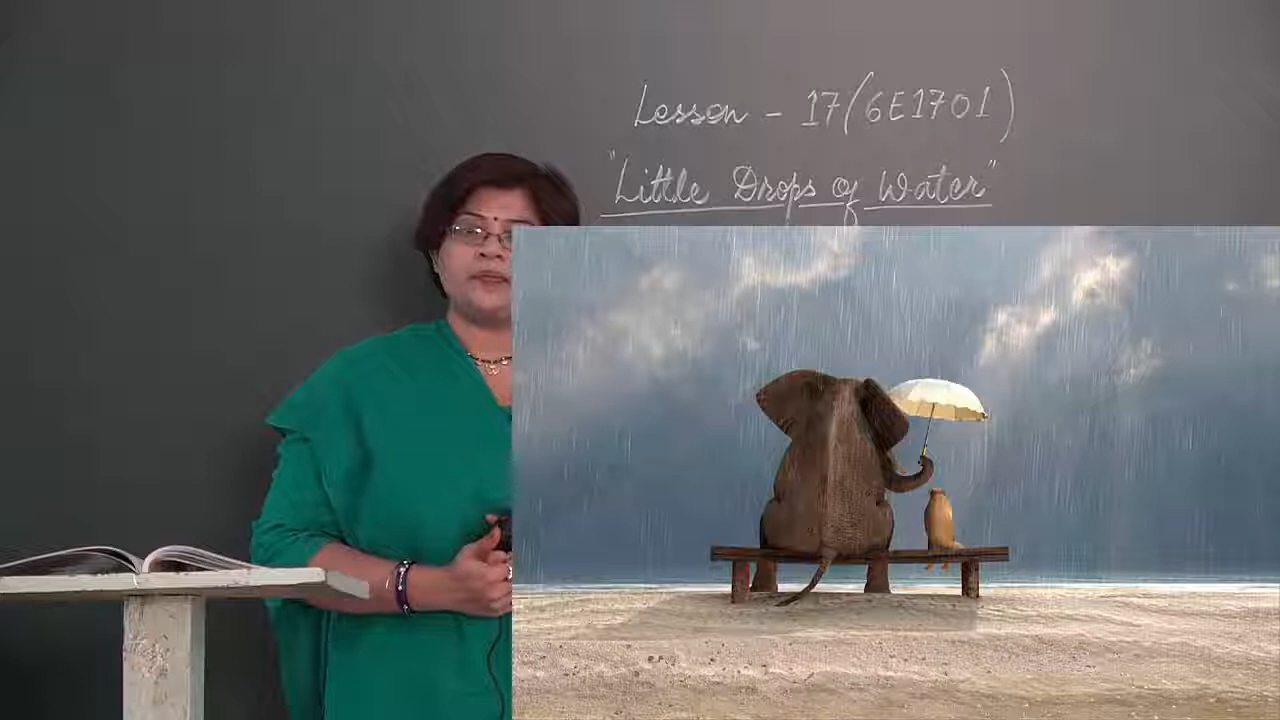 Lesson - 17 (6E1701)
"Little Drops of Water"